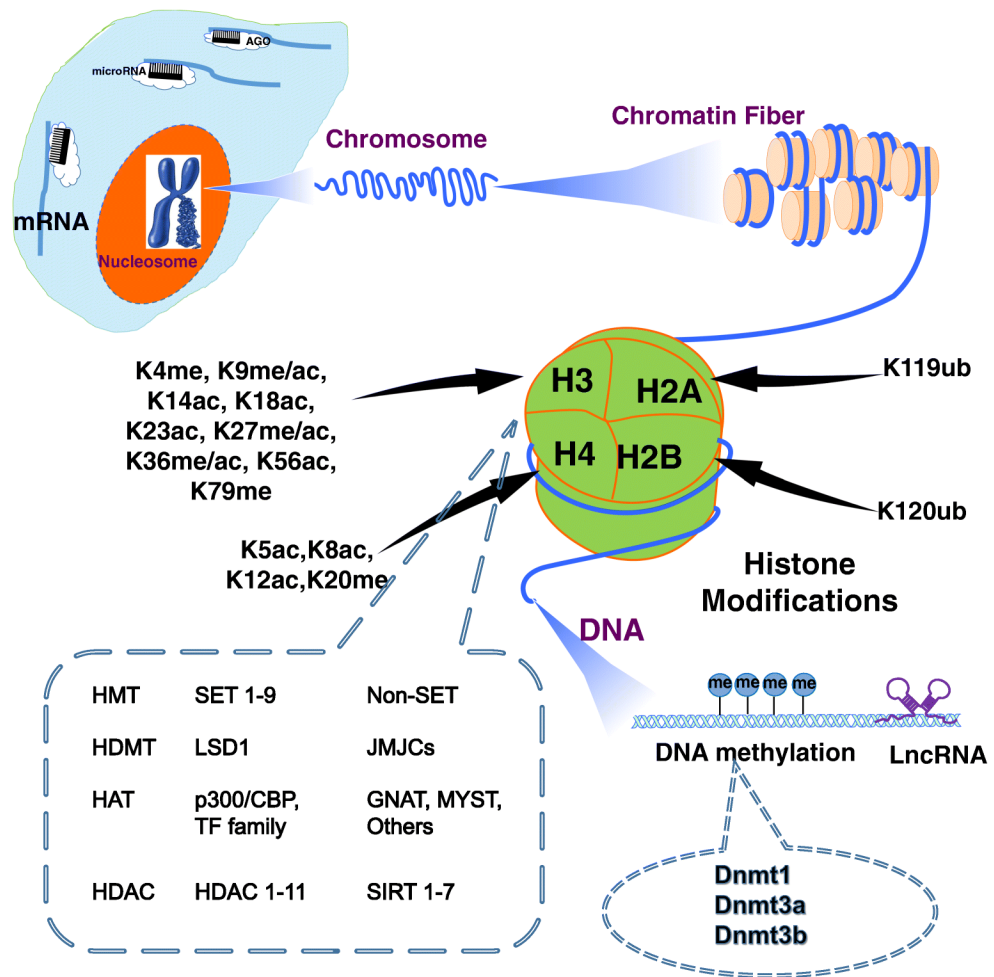 AGO
microRNA
mRNA
Nucleosome
Chromosome
Chromatin Fiber
K4me, K9me/ac,
K14ac, K18ac,
K23ac, K27me/ac,
K36me/ac, K56ac,
K79me
H3
H2A
H4
H2B
K119ub
K120ub
K5ac,K8ac,
K12ac,K20me
Histone
Modifications
DNA
me me me me
DNA methylation
LncRNA
HMT SET 1-9 Non-SET
HDMT LSD1 JMJCs
HAT p300/CBP, GNAT, MYST,
TF family Others
HDAC HDAC 1-11 SIRT 1-7
Dnmt1
Dnmt3a
Dnmt3b